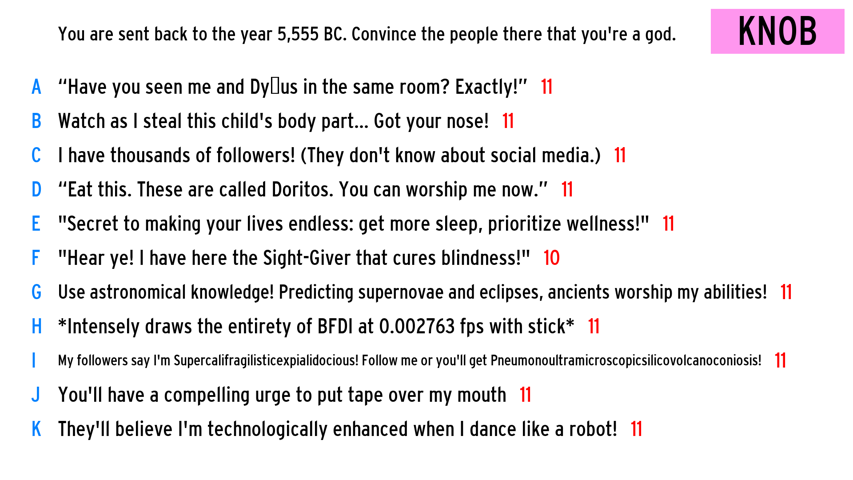 You are sent back to the year 5,555 BC. Convince the people there that you're a god.
KNOB
A “Have you seen me and Dy▯us in the same room? Exactly!” 11
B Watch as I steal this child's body part... Got your nose! 11
C I have thousands of followers! (They don't know about social media.) 11
D “Eat this. These are called Doritos. You can worship me now.” 11
E "Secret to making your lives endless: get more sleep, prioritize wellness!" 11
F "Hear ye! I have here the Sight-Giver that cures blindness!" 10
G Use astronomical knowledge! Predicting supernovae and eclipses, ancients worship my abilities! 11
H *Intensely draws the entirety of BFDI at 0.002763 fps with stick* 11
I My followers say I'm Supercalifragilisticexpialidocious! Follow me or you'll get Pneumonoultramicroscopicsilicovolcanoconiosis! 11
J You'll have a compelling urge to put tape over my mouth 11
K They'll believe I'm technologically enhanced when I dance like a robot! 11